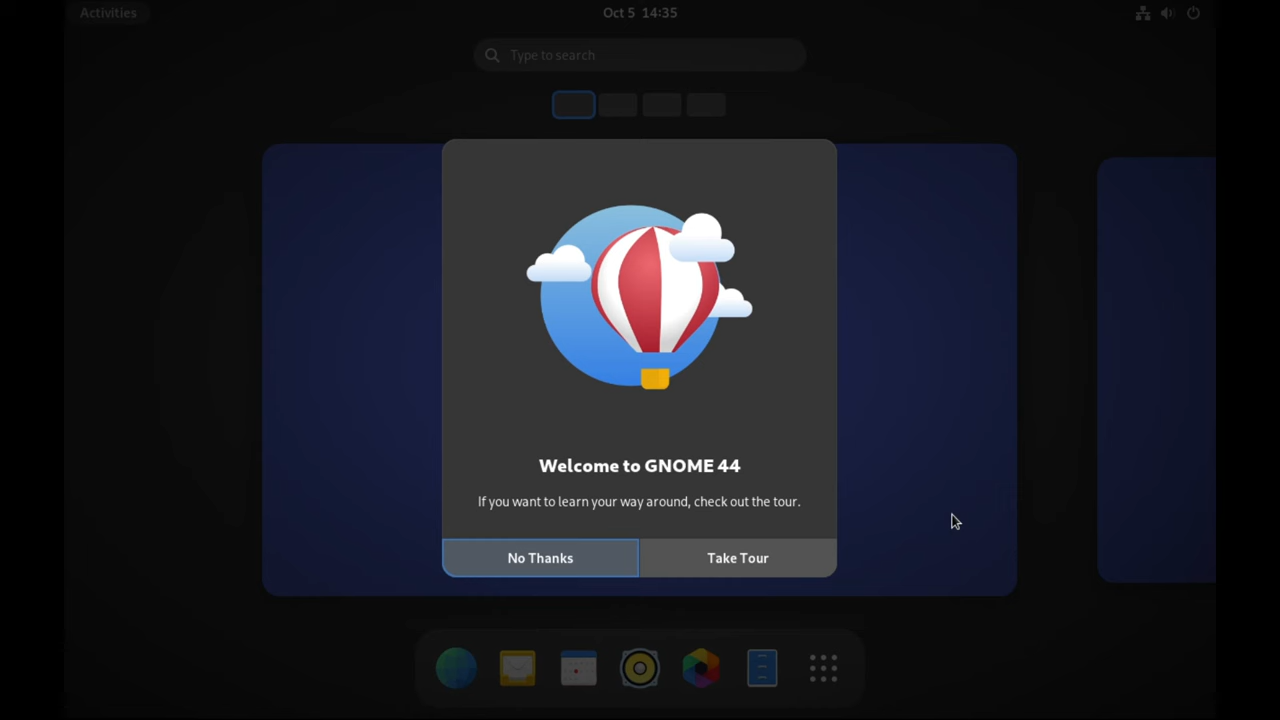 Activities
Oct 5 14:35
Type to search
Welcome to GNOME 44
If you want to learn your way around, check out the tour.
No Thanks
Take Tour